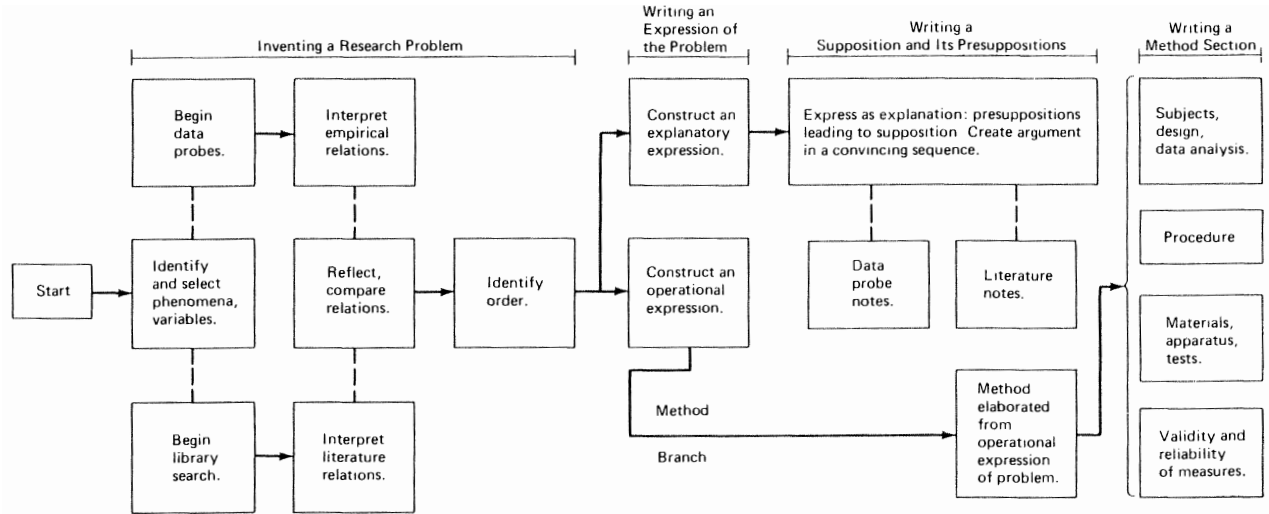 Inventing a Research Problem
Writing an
Expression of
the Problem
Writing a
Supposition and Its Presuppositions
Writing a
Method Section
Begin
data
probes.
Interpret
empirical
relations.
Construct an
explanatory
expression.
Express as explanation: presuppositions
leading to supposition Create argument
in a convincing sequence.
Subjects,
design,
data analysis.
Start
Identify
and select
phenomena,
variables.
Reflect,
compare
relations.
Identify
order.
Construct an
operational
expression.
Data
probe
notes.
Literature
notes.
Procedure
Materials,
apparatus,
tests.
Begin
library
search.
Interpret
literature
relations.
Method
Branch
Method
elaborated
from
operational
expression
of problem.
Validity and
reliability
of measures.